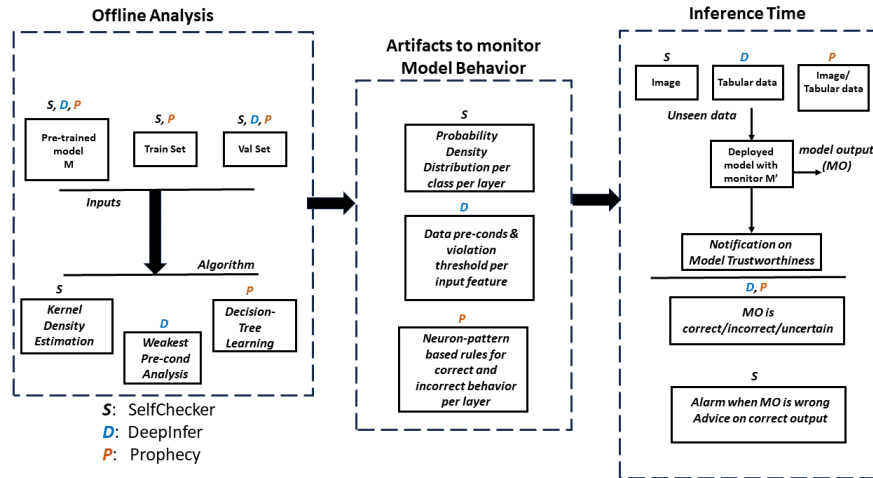 Offline Analysis
S, D, P
Pre-trained
model
M
S, P
Train Set
S, D, P
Val Set
Inputs
Algorithm
S
Kernel
Density
Estimation
D
Weakest
Pre-cond
Analysis
P
Decision-
Tree
Learning
S: SelfChecker
D: DeepInfer
P: Prophecy
Artifacts to monitor
Model Behavior
S
Probability
Density
Distribution per
class per layer
D
Data pre-conds &
violation
threshold per
input feature
P
Neuron-pattern
based rules for
correct and
incorrect behavior
per layer
Inference Time
S
Image
D
Tabular data
P
Image/
Tabular data
Unseen data
Deployed
model with
monitor M'
model output
(MO)
Notification on
Model Trustworthiness
D, P
MO is
correct/incorrect/uncertain
S
Alarm when MO is wrong
Advice on correct output